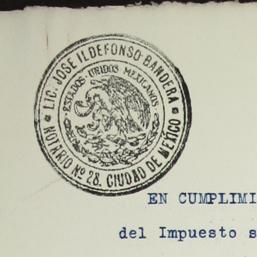 LIC. JOSE ILDEFONSO BANDERA
ESTADOS UNIDOS MEXICANOS
NOTARIO Nº 28. CIUDAD DE MEXICO
EN CUMPLIMI
del Impuesto s